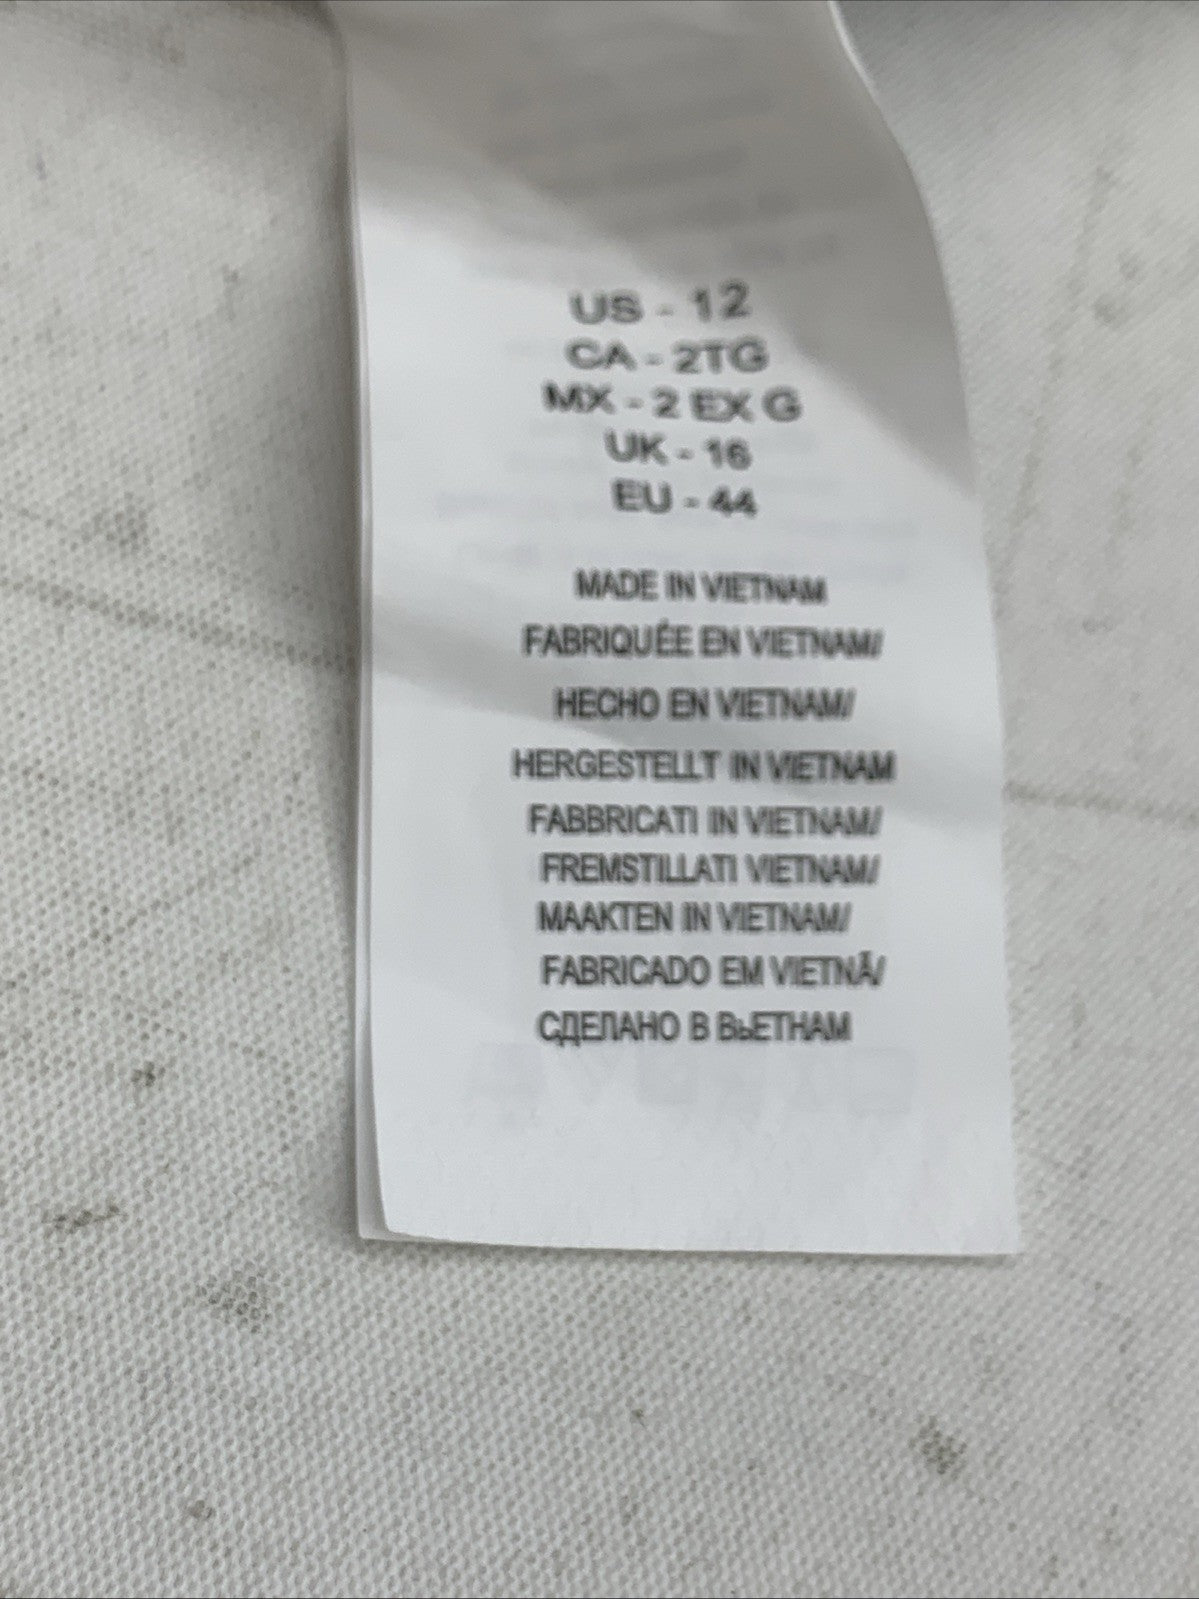 US - 12
CA - 2TG
MX - 2 EX G
UK - 16
EU - 44
MADE IN VIETNAM
FABRIQUÉE EN VIETNAM/
HECHO EN VIETNAM/
HERGESTELLT IN VIETNAM
FABBRICATI IN VIETNAM/
FREMSTILLATI VIETNAM/
MAAKTEN IN VIETNAM/
FABRICADO EM VIETNÃ/
СДЕЛАНО В ВьЕТНАМ